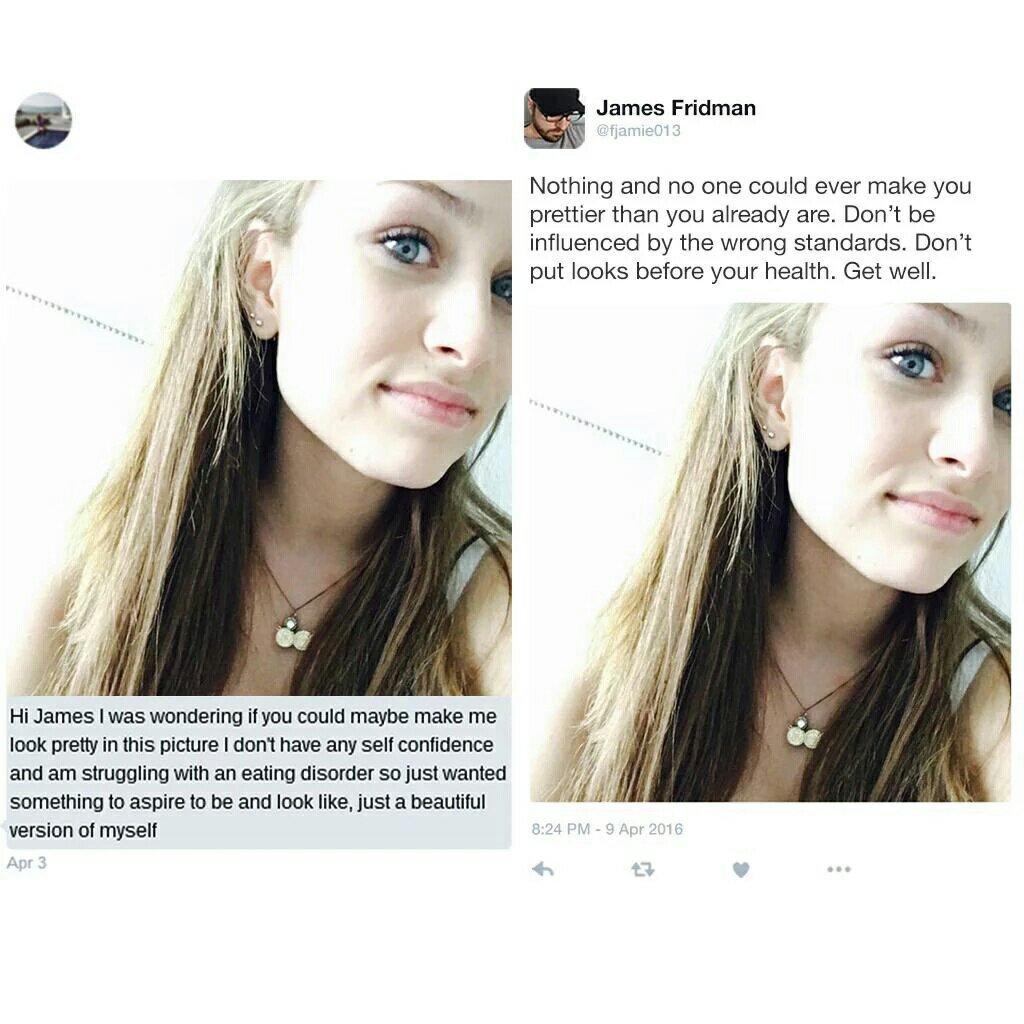 Hi James I was wondering if you could maybe make me
look pretty in this picture I don't have any self confidence
and am struggling with an eating disorder so just wanted
something to aspire to be and look like, just a beautiful
version of myself
Apr 3
James Fridman
@fjamie013
Nothing and no one could ever make you
prettier than you already are. Don’t be
influenced by the wrong standards. Don’t
put looks before your health. Get well.
8:24 PM - 9 Apr 2016